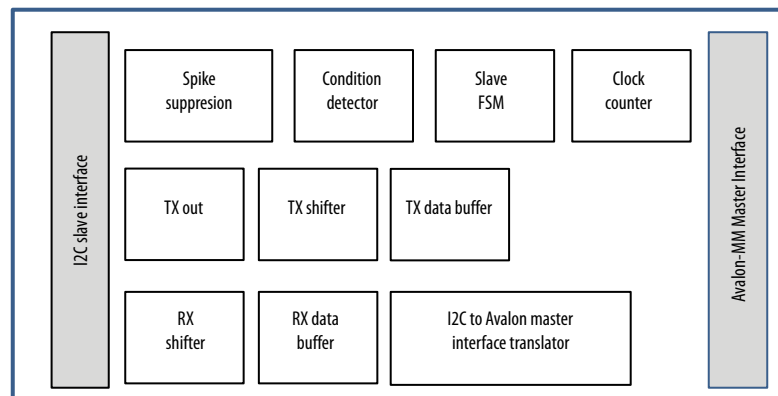 I2C slave interface
Spike
suppresion
Condition
detector
Slave
FSM
Clock
counter
TX out
TX shifter
TX data buffer
RX
shifter
RX data
buffer
I2C to Avalon master
interface translator
Avalon-MM Master Interface